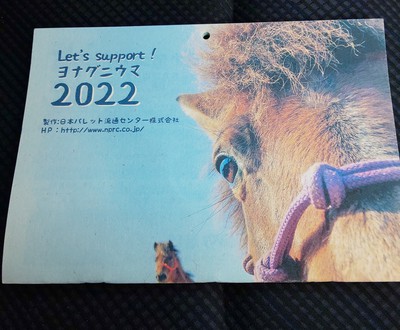 Let's support!
ヨナグニウマ
2022
製作:日本パレット流通センター株式会社
HP:http://www.nprc.co.jp/